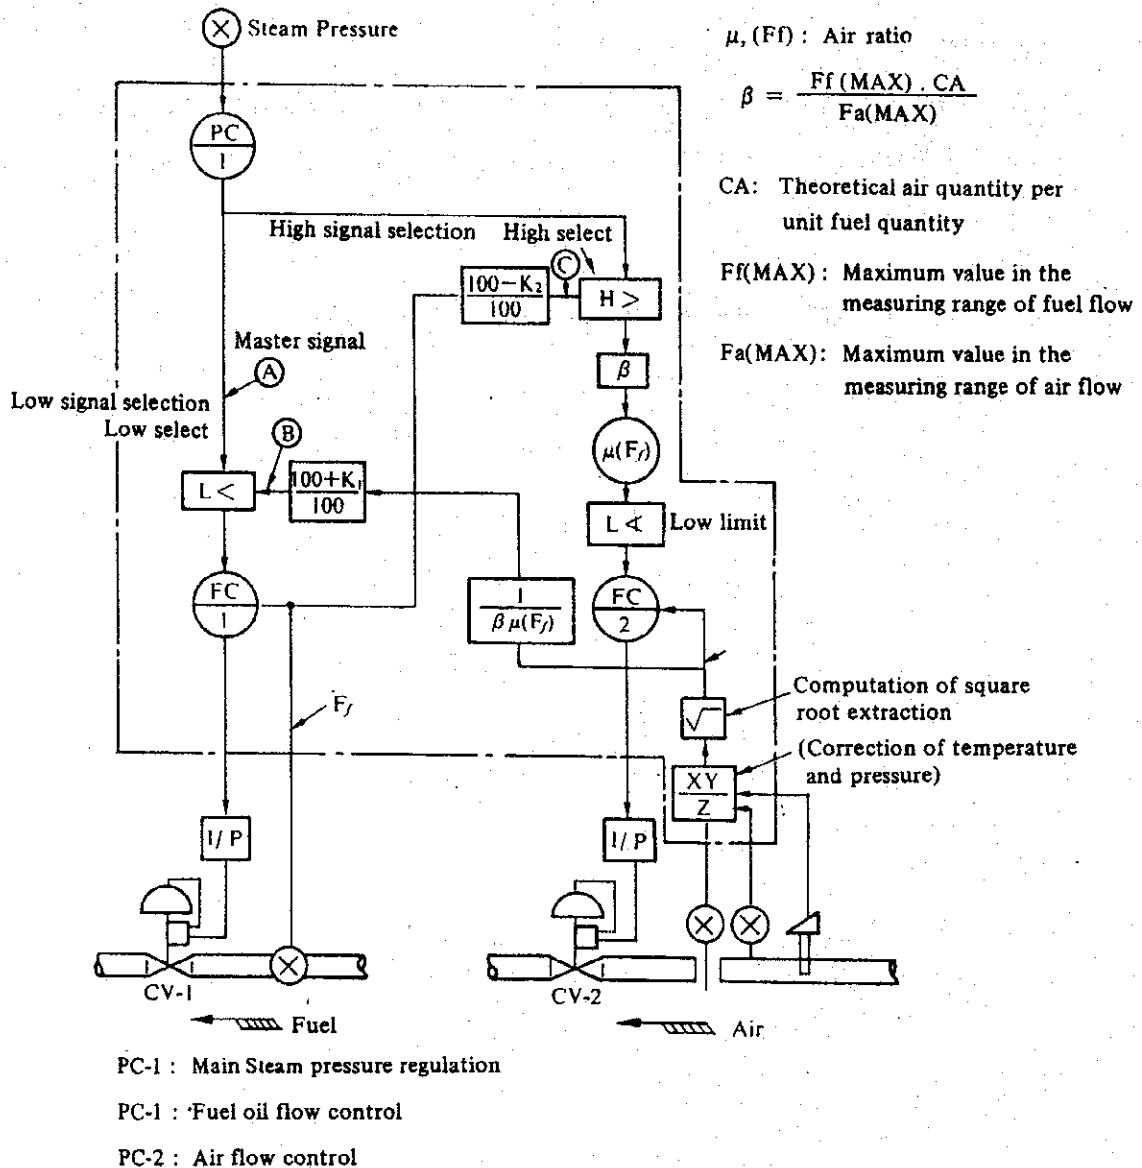 Steam Pressure
μ, (Ff) : Air ratio
β = Ff (MAX) . CA / Fa(MAX)
PC
1
CA: Theoretical air quantity per
unit fuel quantity
High signal selection
High select
C
100-K2
100
H >
Ff(MAX) : Maximum value in the
measuring range of fuel flow
Master signal
A
β
Fa(MAX): Maximum value in the
measuring range of air flow
Low signal selection
Low select
B
μ(Ff)
L <
100+K1
100
L ∢
Low limit
FC
1
1
β μ(Ff)
FC
2
Ff
√
Computation of square
root extraction
(Correction of temperature
and pressure)
XY
Z
I/P
I/P
CV-1
CV-2
Fuel
Air
PC-1 : Main Steam pressure regulation
PC-1 : Fuel oil flow control
PC-2 : Air flow control